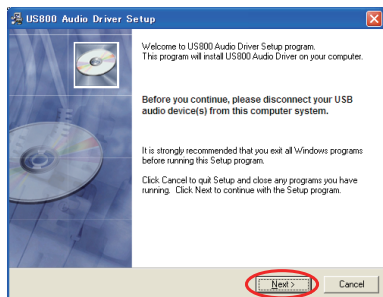 US800 Audio Driver Setup
Welcome to US800 Audio Driver Setup program.
This program will install US800 Audio Driver on your computer.
Before you continue, please disconnect your USB
audio device(s) from this computer system.
It is strongly recommended that you exit all Windows programs
before running this Setup program.
Click Cancel to quit Setup and close any programs you have
running. Click Next to continue with the Setup program.
Next >
Cancel